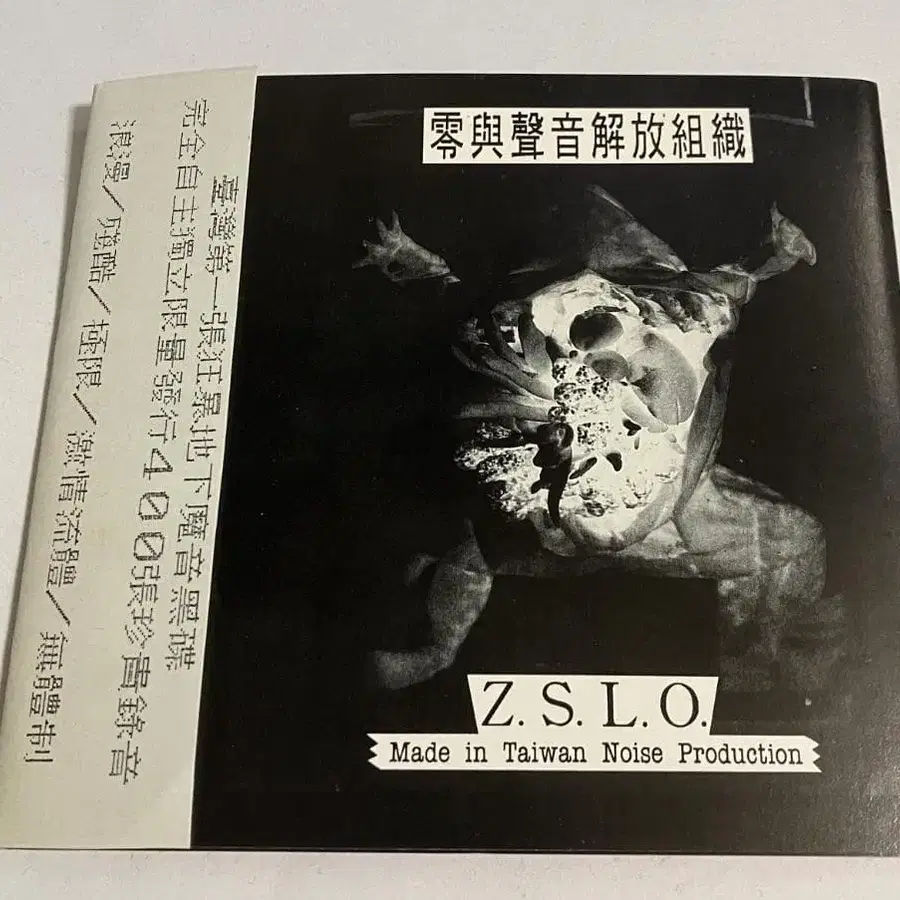 零與聲音解放組織
臺灣第一張狂暴地下魔音黑碟
完全自主獨立限量發行400張珍貴錄音
浪漫/殘酷/極限/激情流體/無體制
Z. S. L. O.
Made in Taiwan Noise Production